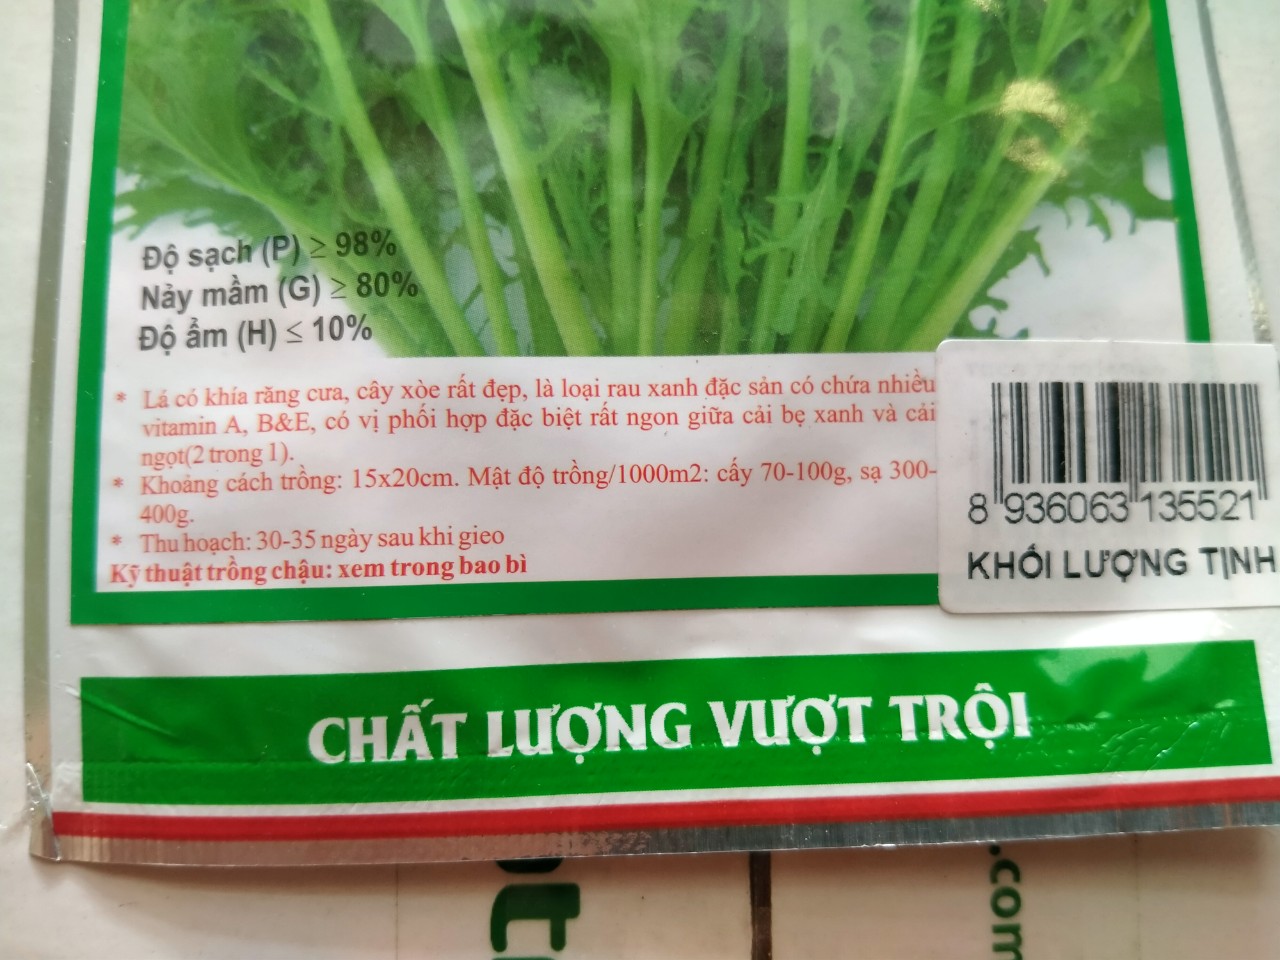 Độ sạch (P) ≥ 98%
Nảy mầm (G) ≥ 80%
Độ ẩm (H) ≤ 10%
* Lá có khía răng cưa, cây xòe rất đẹp, là loại rau xanh đặc sản có chứa nhiều
vitamin A, B&E, có vị phối hợp đặc biệt rất ngon giữa cải bẹ xanh và cải
ngọt(2 trong 1).
* Khoảng cách trồng: 15x20cm. Mật độ trồng/1000m2: cấy 70-100g, sạ 300-
400g.
* Thu hoạch: 30-35 ngày sau khi gieo
Kỹ thuật trồng chậu: xem trong bao bì
8 936063 135521
KHỐI LƯỢNG TỊNH
CHẤT LƯỢNG VƯỢT TRỘI
.com